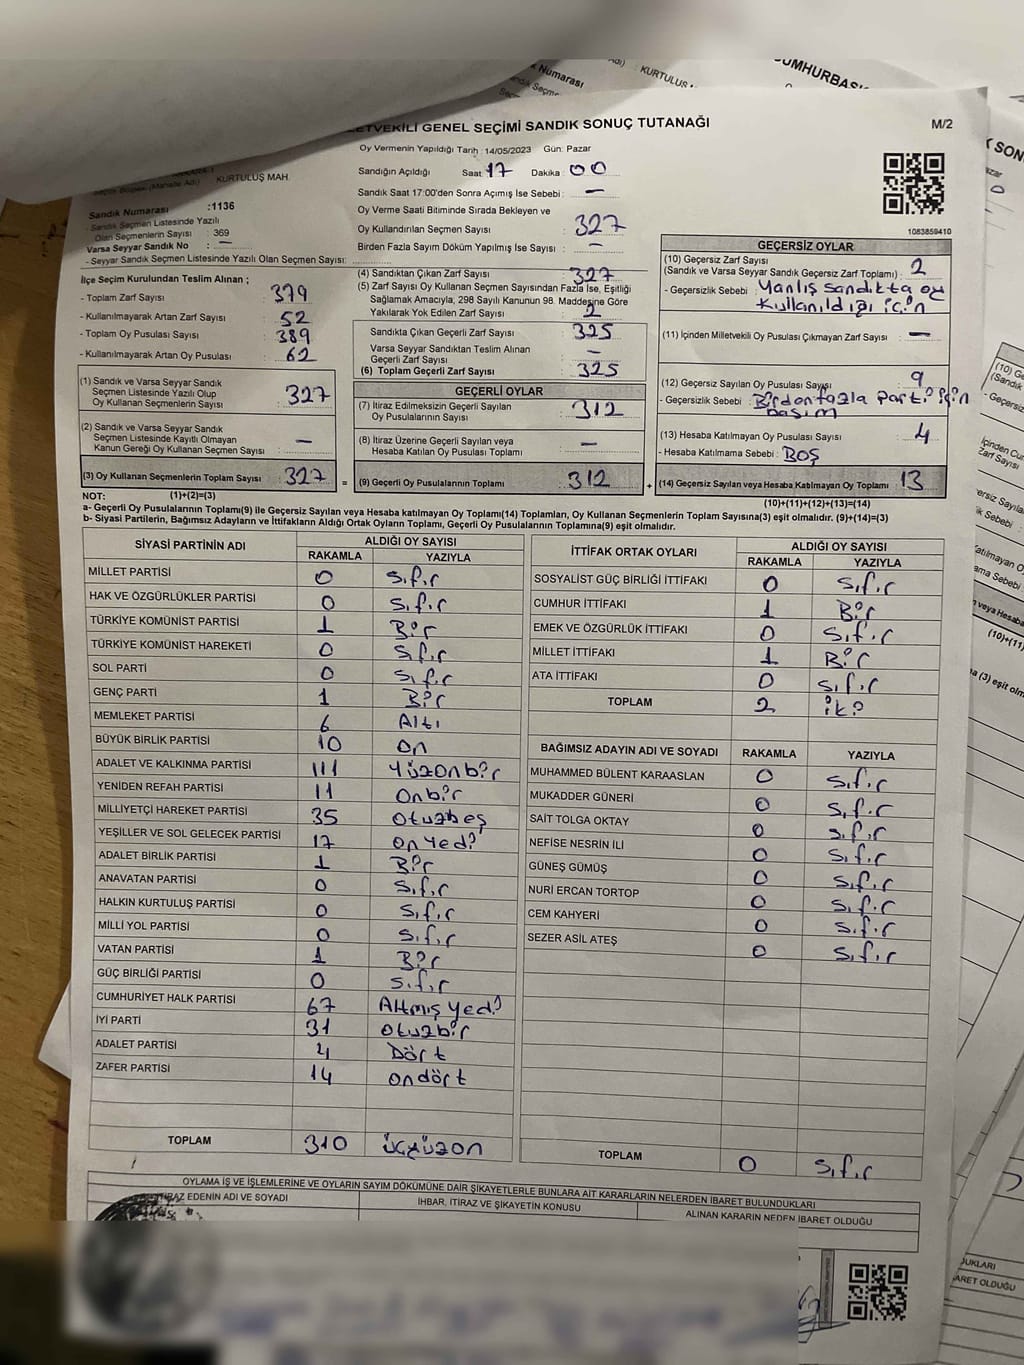 Numarası
KURTULUŞ
CUMHURBAŞ
LETVEKİLİ GENEL SEÇİMİ SANDIK SONUÇ TUTANAĞI
M/2
Oy Vermenin Yapıldığı Tarih : 14/05/2023 Gün: Pazar
Sandığın Açıldığı Saat : 17 Dakika : 00
Sandık Saat 17:00'den Sonra Açımış İse Sebebi : —
Oy Verme Saati Bitiminde Sırada Bekleyen ve
Oy Kullandırılan Seçmen Sayısı : 327
Birden Fazla Sayım Döküm Yapılmış İse Sayısı : —
(Mahalle Adı) KURTULUŞ MAH.
Sandık Numarası :1136
- Sandık Seçmen Listesinde Yazılı
Olan Seçmenlerin Sayısı : 369
Varsa Seyyar Sandık No : —
- Seyyar Sandık Seçmen Listesinde Yazılı Olan Seçmen Sayısı:
1083859410
İlçe Seçim Kurulundan Teslim Alınan ;
- Toplam Zarf Sayısı : 379
- Kullanılmayarak Artan Zarf Sayısı : 52
- Toplam Oy Pusulası Sayısı : 389
- Kullanılmayarak Artan Oy Pusulası : 62
(1) Sandık ve Varsa Seyyar Sandık
Seçmen Listesinde Yazılı Olup
Oy Kullanan Seçmenlerin Sayısı : 327
(2) Sandık ve Varsa Seyyar Sandık
Seçmen Listesinde Kayıtlı Olmayan
Kanun Gereği Oy Kullanan Seçmen Sayısı : —
(3) Oy Kullanan Seçmenlerin Toplam Sayısı : 327
(4) Sandıktan Çıkan Zarf Sayısı : 327
(5) Zarf Sayısı Oy Kullanan Seçmen Sayısından Fazla İse, Eşitliği
Sağlamak Amacıyla, 298 Sayılı Kanunun 98. Maddesine Göre
Yakılarak Yok Edilen Zarf Sayısı : 2
Sandıkta Çıkan Geçerli Zarf Sayısı : 325
Varsa Seyyar Sandıktan Teslim Alınan
Geçerli Zarf Sayısı : —
(6) Toplam Geçerli Zarf Sayısı : 325
GEÇERLİ OYLAR
(7) İtiraz Edilmeksizin Geçerli Sayılan
Oy Pusulalarının Sayısı : 312
(8) İtiraz Üzerine Geçerli Sayılan veya
Hesaba Katılan Oy Pusulası Toplamı : —
= (9) Geçerli Oy Pusulalarının Toplamı : 312
GEÇERSİZ OYLAR
(10) Geçersiz Zarf Sayısı
(Sandık ve Varsa Seyyar Sandık Geçersiz Zarf Toplamı) : 2
- Geçersizlik Sebebi : Yanlış sandıkta oy
kullanıldığı için
(11) İçinden Milletvekili Oy Pusulası Çıkmayan Zarf Sayısı : —
(12) Geçersiz Sayılan Oy Pusulası Sayısı : 9
- Geçersizlik Sebebi : Birden fazla parti için
basım
(13) Hesaba Katılmayan Oy Pusulası Sayısı : 4
- Hesaba Katılmama Sebebi : BOŞ
+ (14) Geçersiz Sayılan veya Hesaba Katılmayan Oy Toplamı : 13
NOT: (1)+(2)=(3)
(10)+(11)+(12)+(13)=(14)
a- Geçerli Oy Pusulalarının Toplamı(9) ile Geçersiz Sayılan veya Hesaba katılmayan Oy Toplamı(14) Toplamları, Oy Kullanan Seçmenlerin Toplam Sayısına(3) eşit olmalıdır. (9)+(14)=(3)
b- Siyasi Partilerin, Bağımsız Adayların ve İttifakların Aldığı Ortak Oyların Toplamı, Geçerli Oy Pusulalarının Toplamına(9) eşit olmalıdır.
SİYASİ PARTİNİN ADI ALDIĞI OY SAYISI
RAKAMLA YAZIYLA
MİLLET PARTİSİ 0 sıfır
HAK VE ÖZGÜRLÜKLER PARTİSİ 0 sıfır
TÜRKİYE KOMÜNİST PARTİSİ 1 Bir
TÜRKİYE KOMÜNİST HAREKETİ 0 sıfır
SOL PARTİ 0 sıfır
GENÇ PARTİ 1 Bir
MEMLEKET PARTİSİ 6 Altı
BÜYÜK BİRLİK PARTİSİ 10 on
ADALET VE KALKINMA PARTİSİ 111 Yüzonbir
YENİDEN REFAH PARTİSİ 11 Onbir
MİLLİYETÇİ HAREKET PARTİSİ 35 otuzbeş
YEŞİLLER VE SOL GELECEK PARTİSİ 17 on yedi
ADALET BİRLİK PARTİSİ 1 Bir
ANAVATAN PARTİSİ 0 sıfır
HALKIN KURTULUŞ PARTİSİ 0 sıfır
MİLLİ YOL PARTİSİ 0 sıfır
VATAN PARTİSİ 1 Bir
GÜÇ BİRLİĞİ PARTİSİ 0 sıfır
CUMHURİYET HALK PARTİSİ 67 Altmış yedi
İYİ PARTİ 31 otuzbir
ADALET PARTİSİ 4 Dört
ZAFER PARTİSİ 14 ondört
TOPLAM 310 üçyüzon
İTTİFAK ORTAK OYLARI ALDIĞI OY SAYISI
RAKAMLA YAZIYLA
SOSYALİST GÜÇ BİRLİĞİ İTTİFAKI 0 sıfır
CUMHUR İTTİFAKI 1 Bir
EMEK VE ÖZGÜRLÜK İTTİFAKI 0 sıfır
MİLLET İTTİFAKI 1 Bir
ATA İTTİFAKI 0 sıfır
TOPLAM 2 iki
BAĞIMSIZ ADAYIN ADI VE SOYADI RAKAMLA YAZIYLA
MUHAMMED BÜLENT KARAASLAN 0 sıfır
MUKADDER GÜNERİ 0 sıfır
SAİT TOLGA OKTAY 0 sıfır
NEFİSE NESRİN İLİ 0 sıfır
GÜNEŞ GÜMÜŞ 0 sıfır
NURİ ERCAN TORTOP 0 sıfır
CEM KAHYERİ 0 sıfır
SEZER ASİL ATEŞ 0 sıfır
TOPLAM 0 sıfır
OYLAMA İŞ VE İŞLEMLERİNE VE OYLARIN SAYIM DÖKÜMÜNE DAİR ŞİKAYETLERLE BUNLARA AİT KARARLARIN NELERDEN İBARET BULUNDUKLARI
İTİRAZ EDENİN ADI VE SOYADI İHBAR, İTİRAZ VE ŞİKAYETİN KONUSU ALINAN KARARIN NEDEN İBARET OLDUĞU